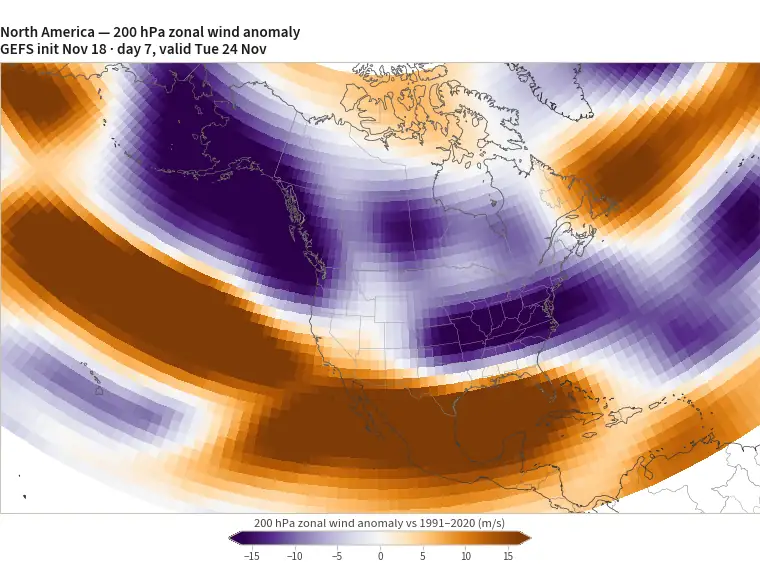 North America — 200 hPa zonal wind anomaly
GEFS init Nov 18 · day 7, valid Tue 24 Nov
200 hPa zonal wind anomaly vs 1991–2020 (m/s)
−15 −10 −5 0 5 10 15